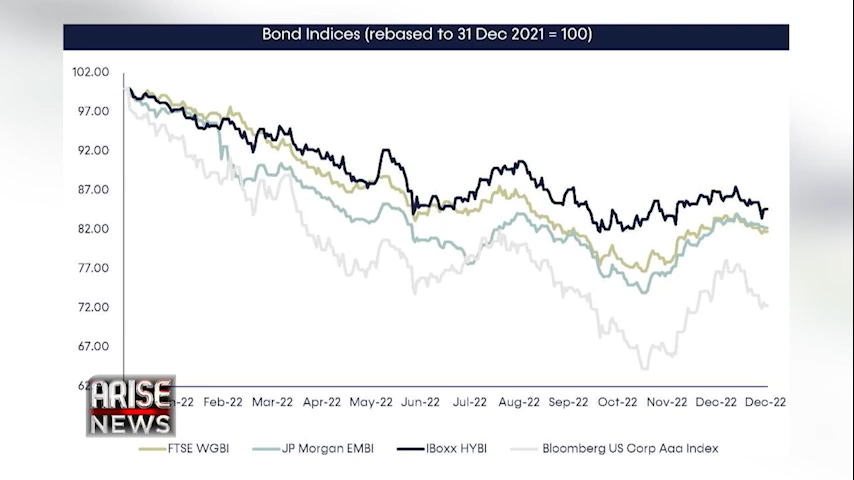 Bond Indices (rebased to 31 Dec 2021 = 100)
102.00
97.00
92.00
87.00
82.00
77.00
72.00
67.00
62
n-22 Feb-22 Mar-22 Apr-22 May-22 Jun-22 Jul-22 Aug-22 Sep-22 Oct-22 Nov-22 Dec-22 Dec-22
ARISE
NEWS
FTSE WGBI JP Morgan EMBI IBoxx HYBI Bloomberg US Corp Aaa Index